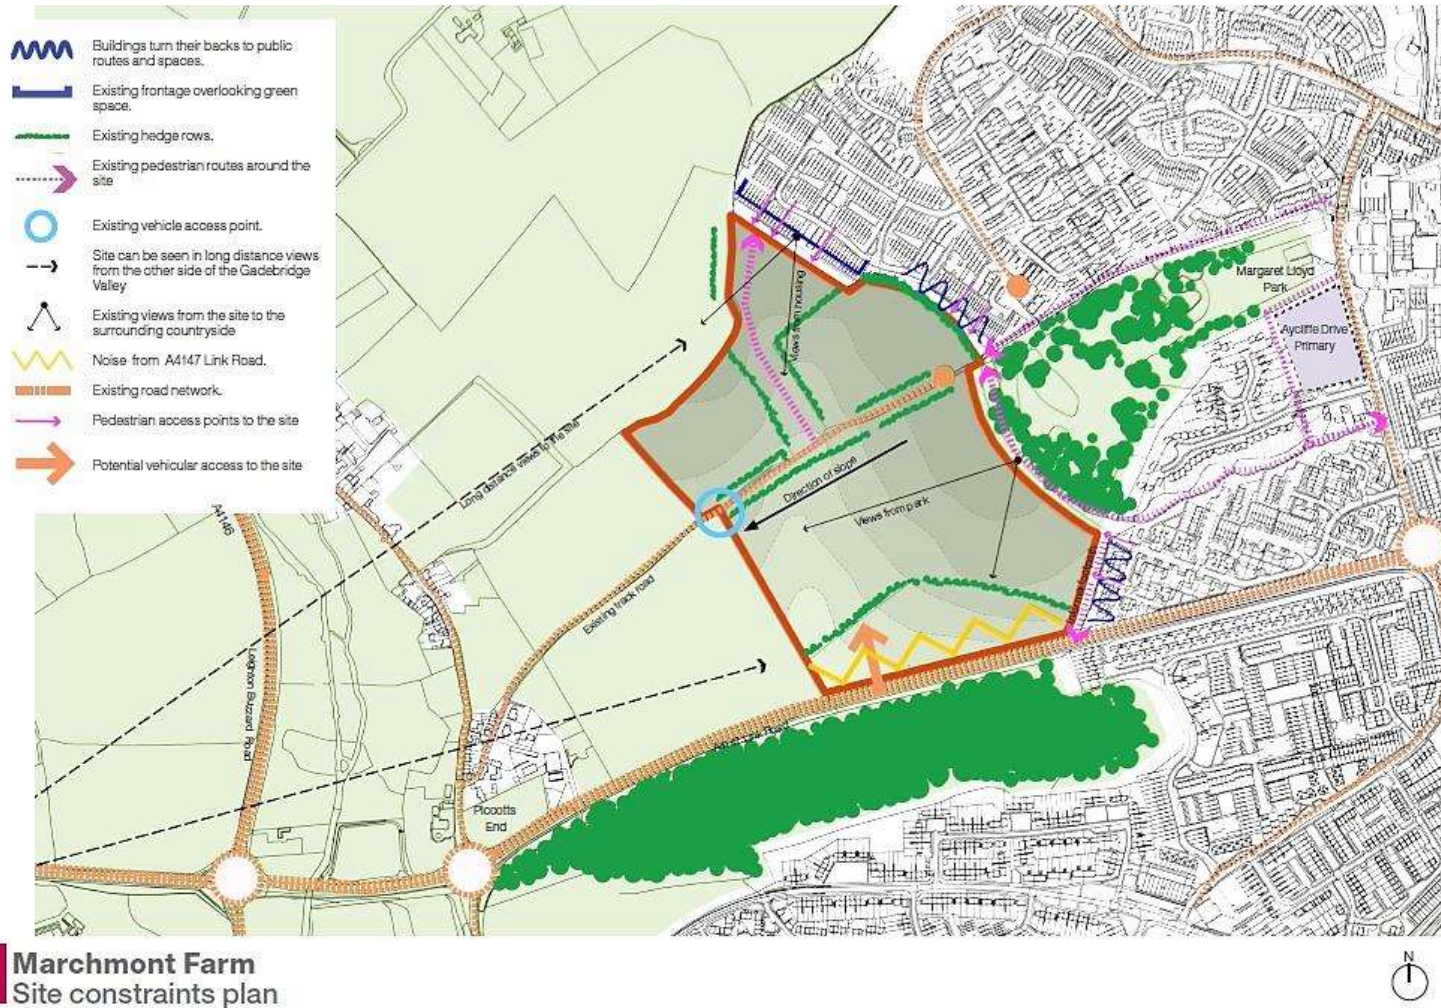 Buildings turn their backs to public
routes and spaces.
Existing frontage overlooking green
space.
Existing hedge rows.
Existing pedestrian routes around the
site
Existing vehicle access point.
Site can be seen in long distance views
from the other side of the Gadebridge
Valley
Existing views from the site to the
surrounding countryside
Noise from A4147 Link Road.
Existing road network.
Pedestrian access points to the site
Potential vehicular access to the site
Margaret Lloyd
Park
Aycliffe Drive
Primary
Views from housing
Long distance views to the site
Direction of slope
Views from park
A4146
Existing track road
Leighton Buzzard Road
Piccotts
End
N
Marchmont Farm
Site constraints plan